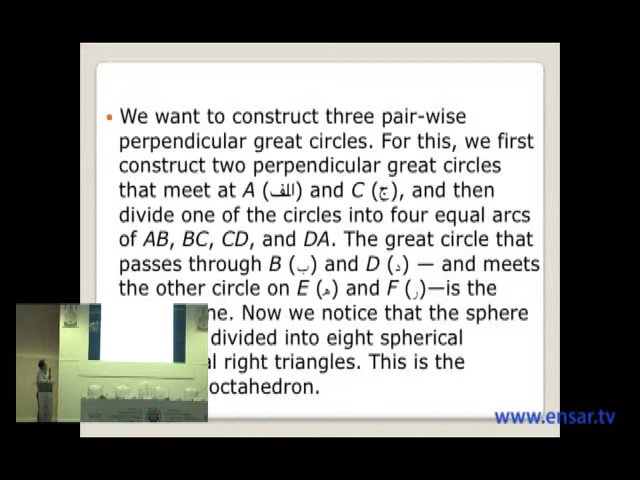 • We want to construct three pair-wise
perpendicular great circles. For this, we first
construct two perpendicular great circles
that meet at A (اللف) and C (ج), and then
divide one of the circles into four equal arcs
of AB, BC, CD, and DA. The great circle that
passes through B (ب) and D (د) — and meets
the other circle on E (ھ) and F (ر)—is the
ne. Now we notice that the sphere
divided into eight spherical
l right triangles. This is the
octahedron.
www.ensar.tv